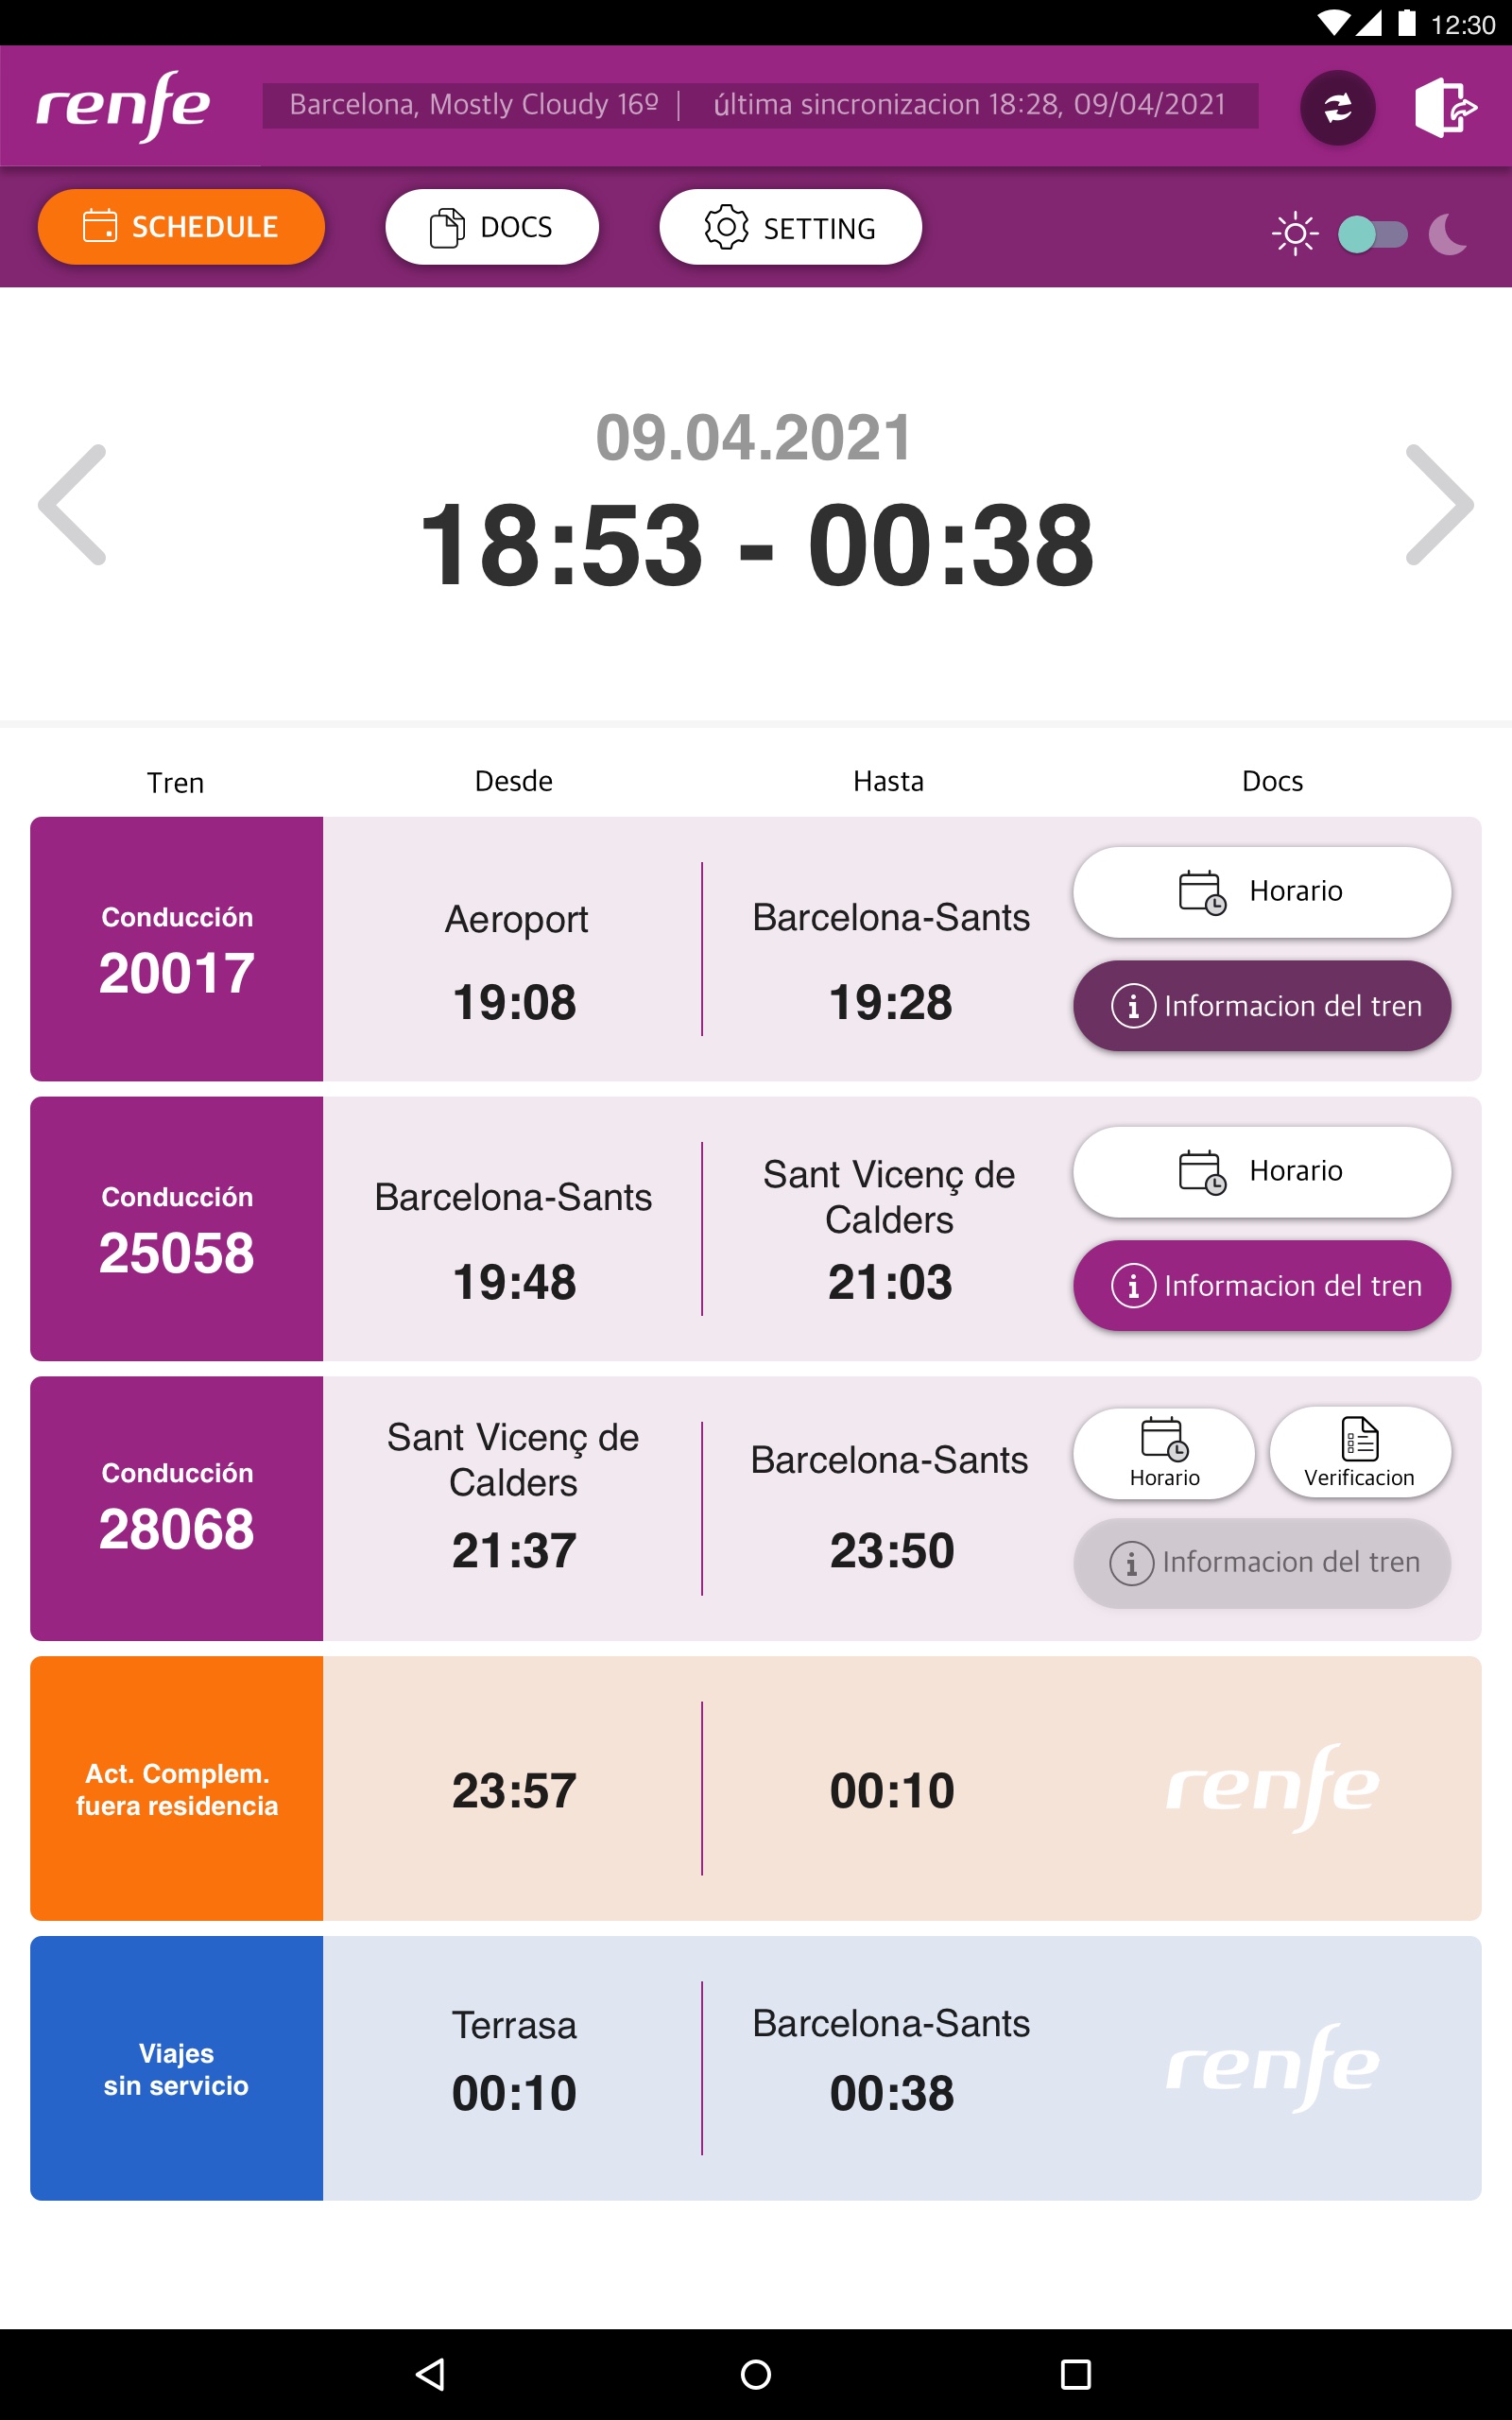 12:30
renfe
Barcelona, Mostly Cloudy 16º | última sincronizacion 18:28, 09/04/2021
SCHEDULE
DOCS
SETTING
09.04.2021
18:53 - 00:38
Tren
Desde
Hasta
Docs
Conducción
20017
Aeroport
19:08
Barcelona-Sants
19:28
Horario
Informacion del tren
Conducción
25058
Barcelona-Sants
19:48
Sant Vicenç de
Calders
21:03
Horario
Informacion del tren
Conducción
28068
Sant Vicenç de
Calders
21:37
Barcelona-Sants
23:50
Horario
Verificacion
Informacion del tren
Act. Complem.
fuera residencia
23:57
00:10
renfe
Viajes
sin servicio
Terrasa
00:10
Barcelona-Sants
00:38
renfe